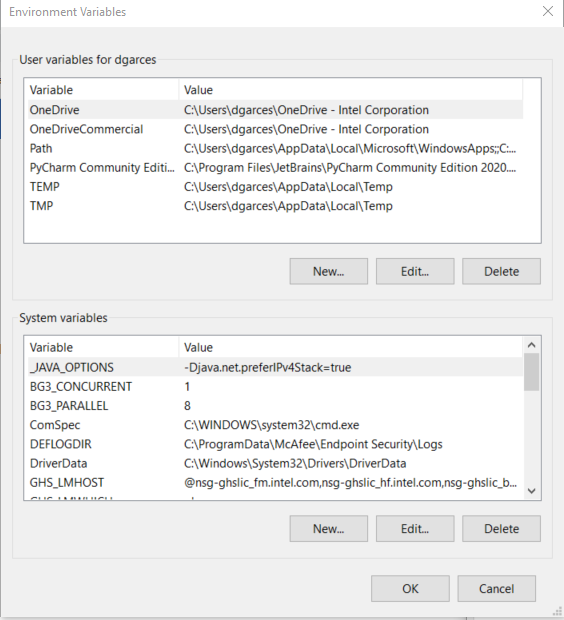 Environment Variables
User variables for dgarces
Variable Value
OneDrive C:\Users\dgarces\OneDrive - Intel Corporation
OneDriveCommercial C:\Users\dgarces\OneDrive - Intel Corporation
Path C:\Users\dgarces\AppData\Local\Microsoft\WindowsApps;;C:...
PyCharm Community Editi... C:\Program Files\JetBrains\PyCharm Community Edition 2020....
TEMP C:\Users\dgarces\AppData\Local\Temp
TMP C:\Users\dgarces\AppData\Local\Temp
New... Edit... Delete
System variables
Variable Value
_JAVA_OPTIONS -Djava.net.preferIPv4Stack=true
BG3_CONCURRENT 1
BG3_PARALLEL 8
ComSpec C:\WINDOWS\system32\cmd.exe
DEFLOGDIR C:\ProgramData\McAfee\Endpoint Security\Logs
DriverData C:\Windows\System32\Drivers\DriverData
GHS_LMHOST @nsg-ghslic_fm.intel.com,nsg-ghslic_hf.intel.com,nsg-ghslic_b...
New... Edit... Delete
OK Cancel